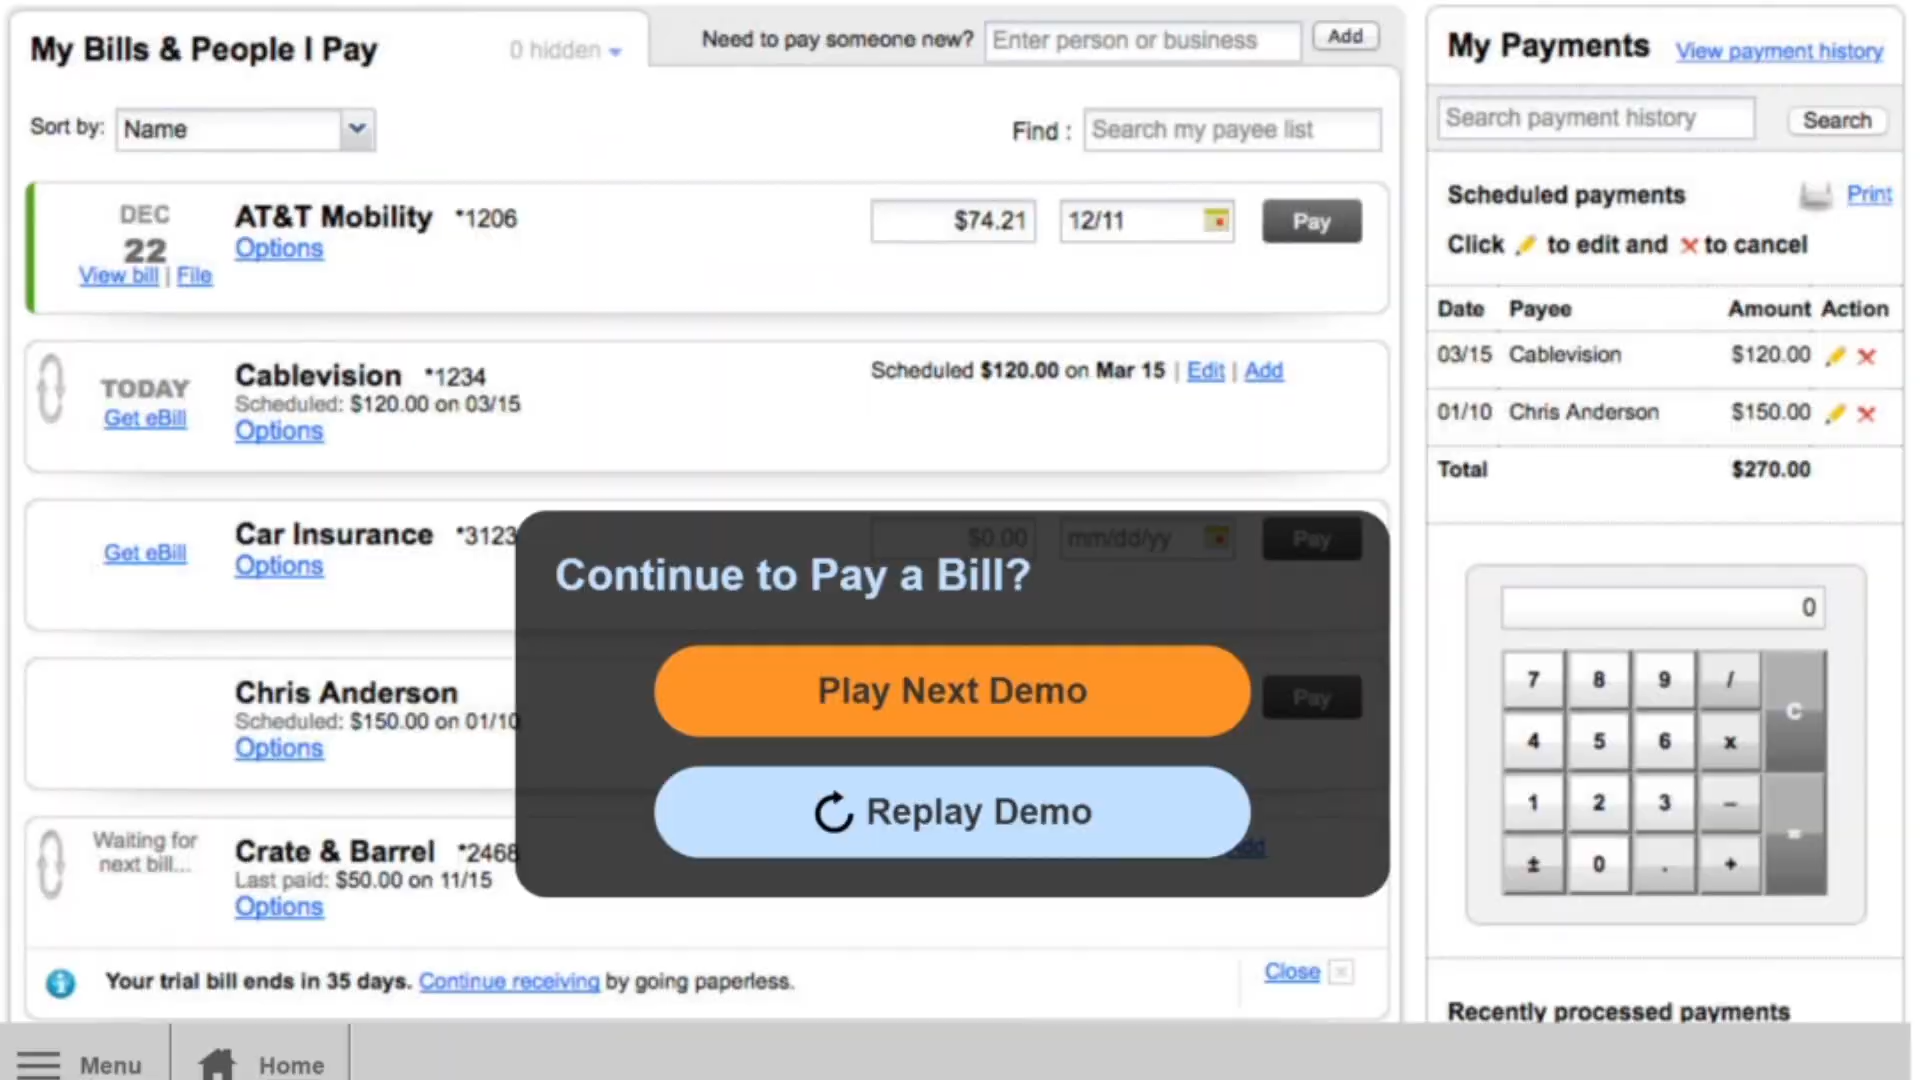 My Bills & People I Pay
0 hidden
Need to pay someone new?
Enter person or business
Add
Sort by:
Name
Find :
Search my payee list
DEC
22
View bill | File
AT&T Mobility *1206
Options
$74.21
12/11
Pay
TODAY
Get eBill
Cablevision *1234
Scheduled: $120.00 on 03/15
Options
Scheduled $120.00 on Mar 15 | Edit | Add
Get eBill
Car Insurance *3123
Options
$0.00
mm/dd/yy
Pay
Continue to Pay a Bill?
Play Next Demo
Replay Demo
Chris Anderson
Scheduled: $150.00 on 01/10
Options
Pay
Waiting for
next bill...
Crate & Barrel *2468
Last paid: $50.00 on 11/15
Options
Add
Your trial bill ends in 35 days. Continue receiving by going paperless.
Close
Menu
Home
My Payments
View payment history
Search payment history
Search
Scheduled payments
Print
Click to edit and to cancel
Date Payee Amount Action
03/15 Cablevision $120.00
01/10 Chris Anderson $150.00
Total $270.00
0
7 8 9 / C
4 5 6 x
1 2 3 – =
± 0 . +
Recently processed payments